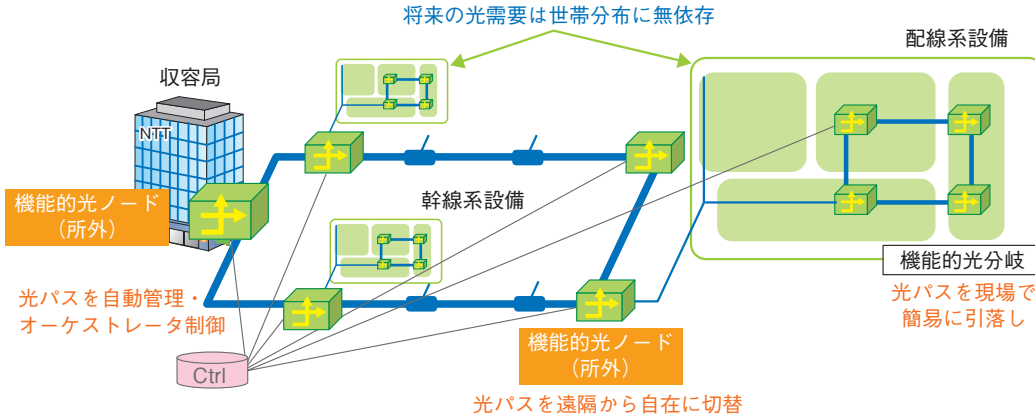 将来の光需要は世帯分布に無依存
配線系設備
収容局
NTT
機能的光ノード
（所外）
幹線系設備
機能的光分岐
光パスを現場で
簡易に引落し
光パスを自動管理・
オーケストレータ制御
機能的光ノード
（所外）
Ctrl
光パスを遠隔から自在に切替